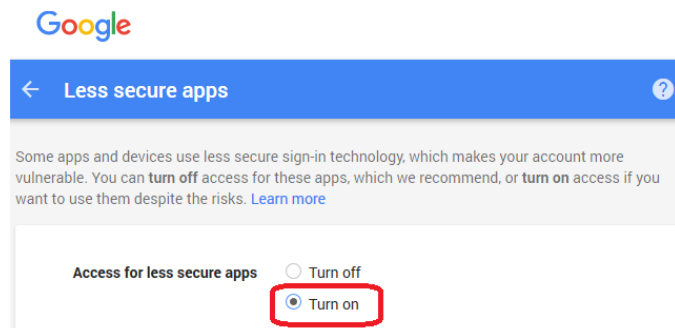 Google
Less secure apps
?
Some apps and devices use less secure sign-in technology, which makes your account more
vulnerable. You can turn off access for these apps, which we recommend, or turn on access if you
want to use them despite the risks. Learn more
Access for less secure apps
Turn off
Turn on